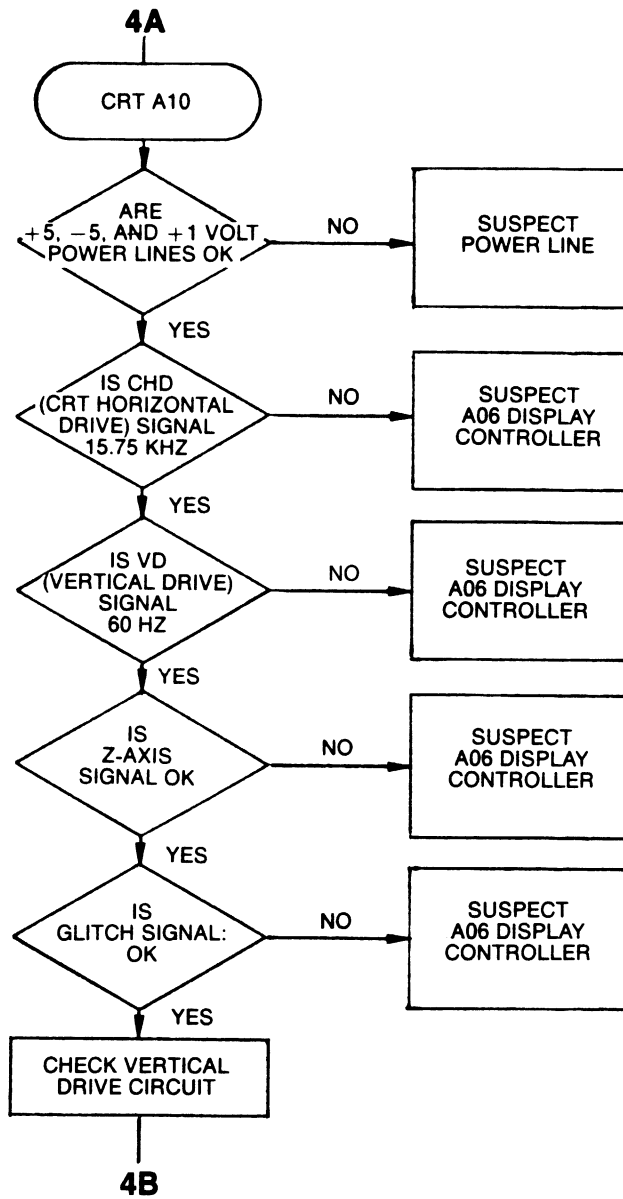 4A
CRT A10
ARE
+5, −5, AND +1 VOLT
POWER LINES OK
NO
SUSPECT
POWER LINE
YES
IS CHD
(CRT HORIZONTAL
DRIVE) SIGNAL
15.75 KHZ
NO
SUSPECT
A06 DISPLAY
CONTROLLER
YES
IS VD
(VERTICAL DRIVE)
SIGNAL
60 HZ
NO
SUSPECT
A06 DISPLAY
CONTROLLER
YES
IS
Z-AXIS
SIGNAL OK
NO
SUSPECT
A06 DISPLAY
CONTROLLER
YES
IS
GLITCH SIGNAL:
OK
NO
SUSPECT
A06 DISPLAY
CONTROLLER
YES
CHECK VERTICAL
DRIVE CIRCUIT
4B